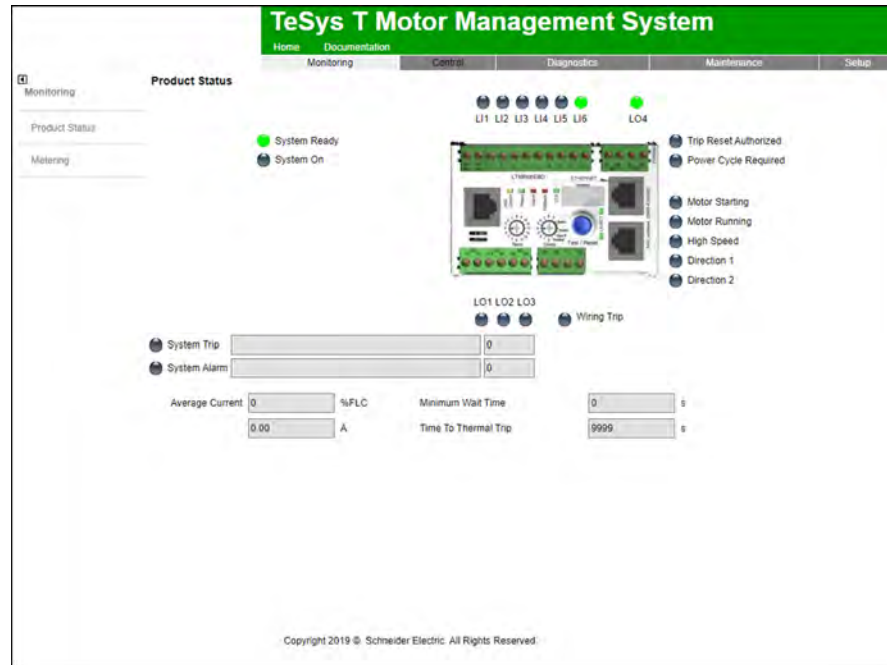 TeSys T Motor Management System
Home Documentation
Monitoring Control Diagnostics Maintenance Setup
Monitoring
Product Status
Product Status
Metering
LI1 LI2 LI3 LI4 LI5 LI6 LO4
System Ready
System On
Trip Reset Authorized
Power Cycle Required
Motor Starting
Motor Running
High Speed
Direction 1
Direction 2
Test / Reset
LO1 LO2 LO3
Wiring Trip
System Trip 0
System Alarm 0
Average Current 0 %FLC Minimum Wait Time 0 s
0.00 A Time To Thermal Trip 9999 s
Copyright 2019 © Schneider Electric. All Rights Reserved.